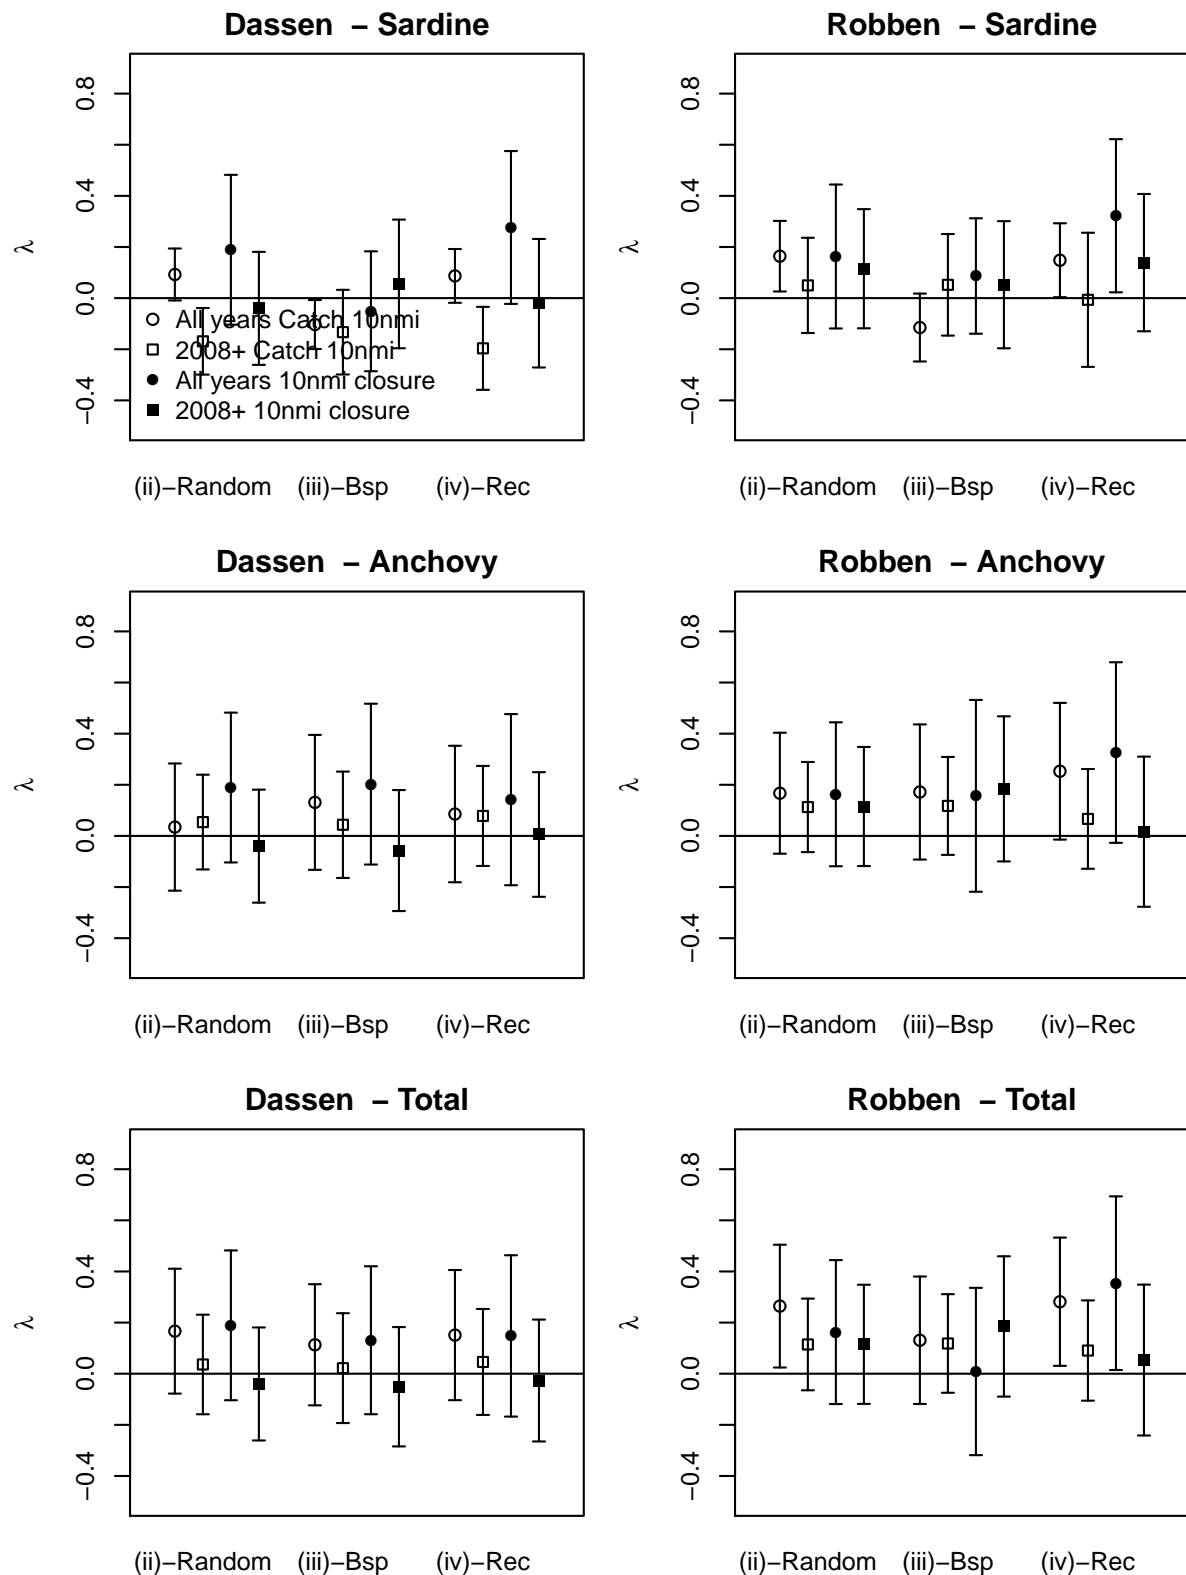 Dassen – Sardine
Robben – Sardine
λ
−0.4 0.0 0.4 0.8
All years Catch 10nmi
2008+ Catch 10nmi
All years 10nmi closure
2008+ 10nmi closure
(ii)−Random (iii)−Bsp (iv)−Rec
λ
−0.4 0.0 0.4 0.8
(ii)−Random (iii)−Bsp (iv)−Rec
Dassen – Anchovy
Robben – Anchovy
λ
−0.4 0.0 0.4 0.8
(ii)−Random (iii)−Bsp (iv)−Rec
λ
−0.4 0.0 0.4 0.8
(ii)−Random (iii)−Bsp (iv)−Rec
Dassen – Total
Robben – Total
λ
−0.4 0.0 0.4 0.8
(ii)−Random (iii)−Bsp (iv)−Rec
λ
−0.4 0.0 0.4 0.8
(ii)−Random (iii)−Bsp (iv)−Rec